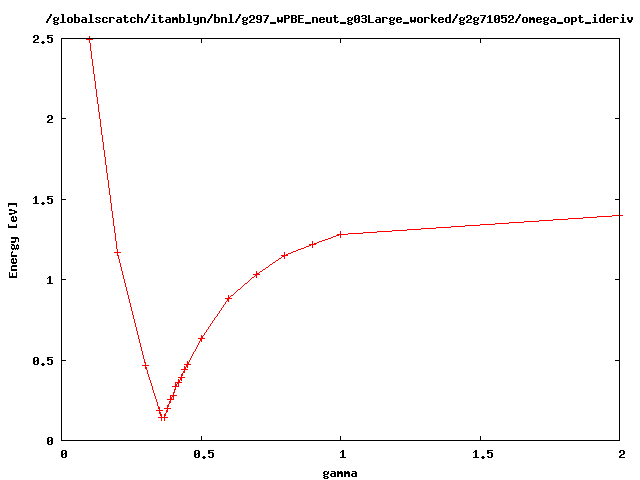 /globalscratch/itamblyn/bnl/g297_wPBE_neut_g03Large_worked/g2g71052/omega_opt_ideriv
2.5
2
1.5
1
0.5
0
Energy [eV]
0 0.5 1 1.5 2
gamma